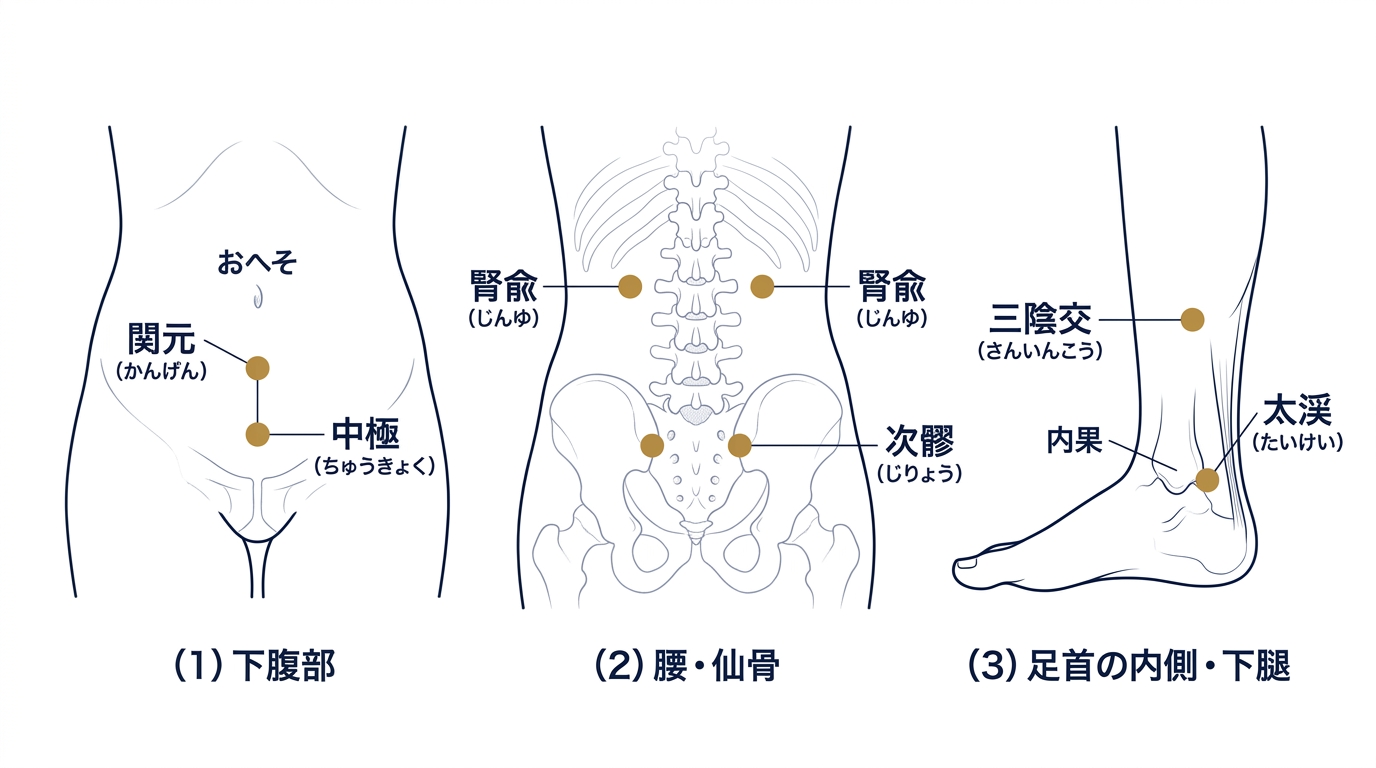 おへそ
関元
(かんげん)
中極
(ちゅうきょく)
(1) 下腹部
腎兪
(じんゆ)
腎兪
(じんゆ)
次髎
(じりょう)
(2) 腰・仙骨
三陰交
(さんいんこう)
太渓
(たいけい)
内果
(3) 足首の内側・下腿